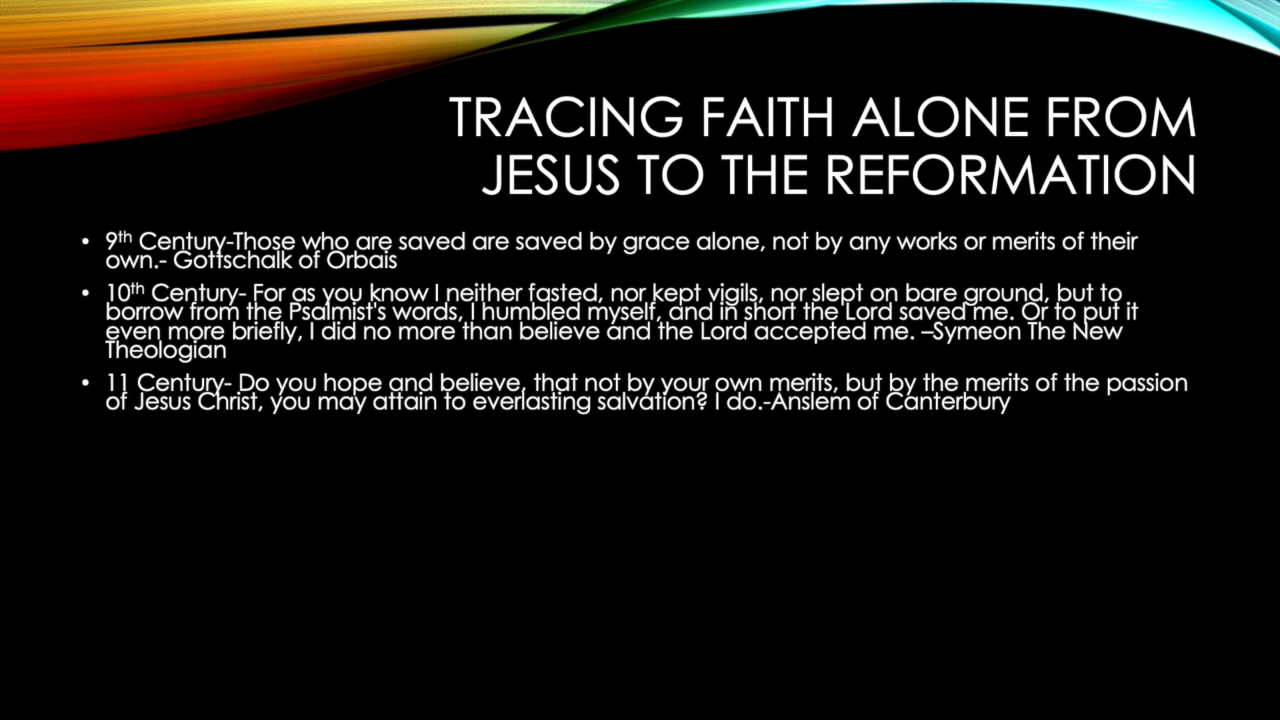 TRACING FAITH ALONE FROM
JESUS TO THE REFORMATION
• 9th Century-Those who are saved are saved by grace alone, not by any works or merits of their
own.- Gottschalk of Orbais
• 10th Century- For as you know I neither fasted, nor kept vigils, nor slept on bare ground, but to
borrow from the Psalmist's words, I humbled myself, and in short the Lord saved me. Or to put it
even more briefly, I did no more than believe and the Lord accepted me. –Symeon The New
Theologian
• 11 Century- Do you hope and believe, that not by your own merits, but by the merits of the passion
of Jesus Christ, you may attain to everlasting salvation? I do.-Anslem of Canterbury